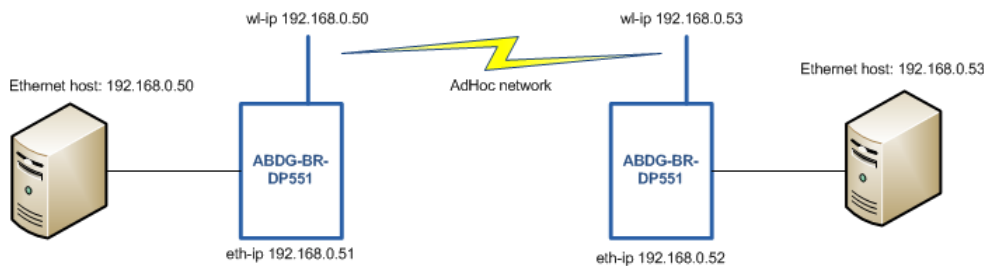 wl-ip 192.168.0.50
wl-ip 192.168.0.53
Ethernet host: 192.168.0.50
AdHoc network
Ethernet host: 192.168.0.53
ABDG-BR-
DP551
ABDG-BR-
DP551
eth-ip 192.168.0.51
eth-ip 192.168.0.52